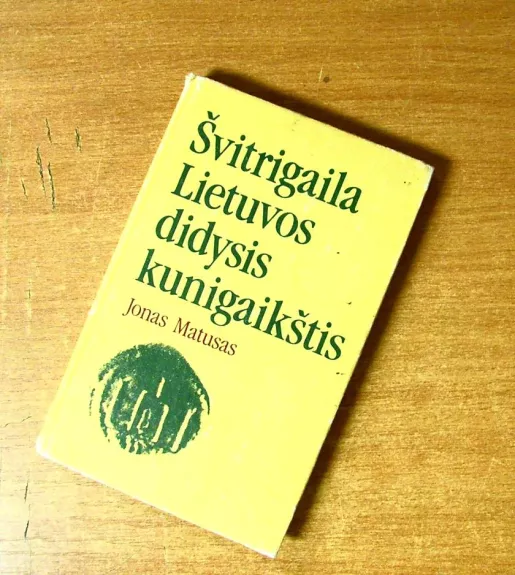 Švitrigaila
Lietuvos
didysis
kunigaikštis
Jonas Matusas